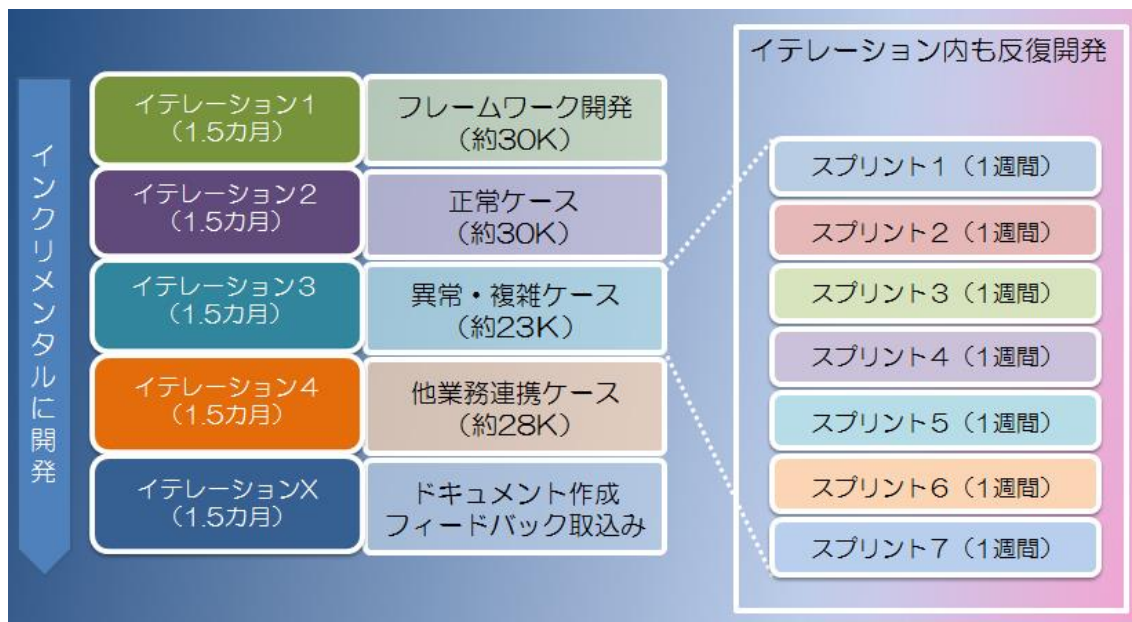 インクリメンタルに開発
イテレーション1
（1.5カ月）
フレームワーク開発
（約30K）
イテレーション2
（1.5カ月）
正常ケース
（約30K）
イテレーション3
（1.5カ月）
異常・複雑ケース
（約23K）
イテレーション4
（1.5カ月）
他業務連携ケース
（約28K）
イテレーションX
（1.5カ月）
ドキュメント作成
フィードバック取込み
イテレーション内も反復開発
スプリント1（1週間）
スプリント2（1週間）
スプリント3（1週間）
スプリント4（1週間）
スプリント5（1週間）
スプリント6（1週間）
スプリント7（1週間）